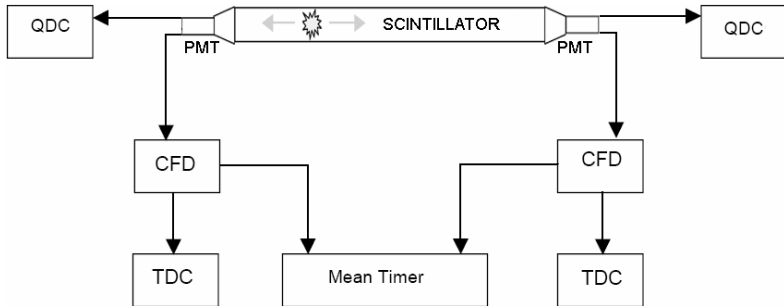 QDC
SCINTILLATOR
QDC
PMT
PMT
CFD
CFD
TDC
Mean Timer
TDC